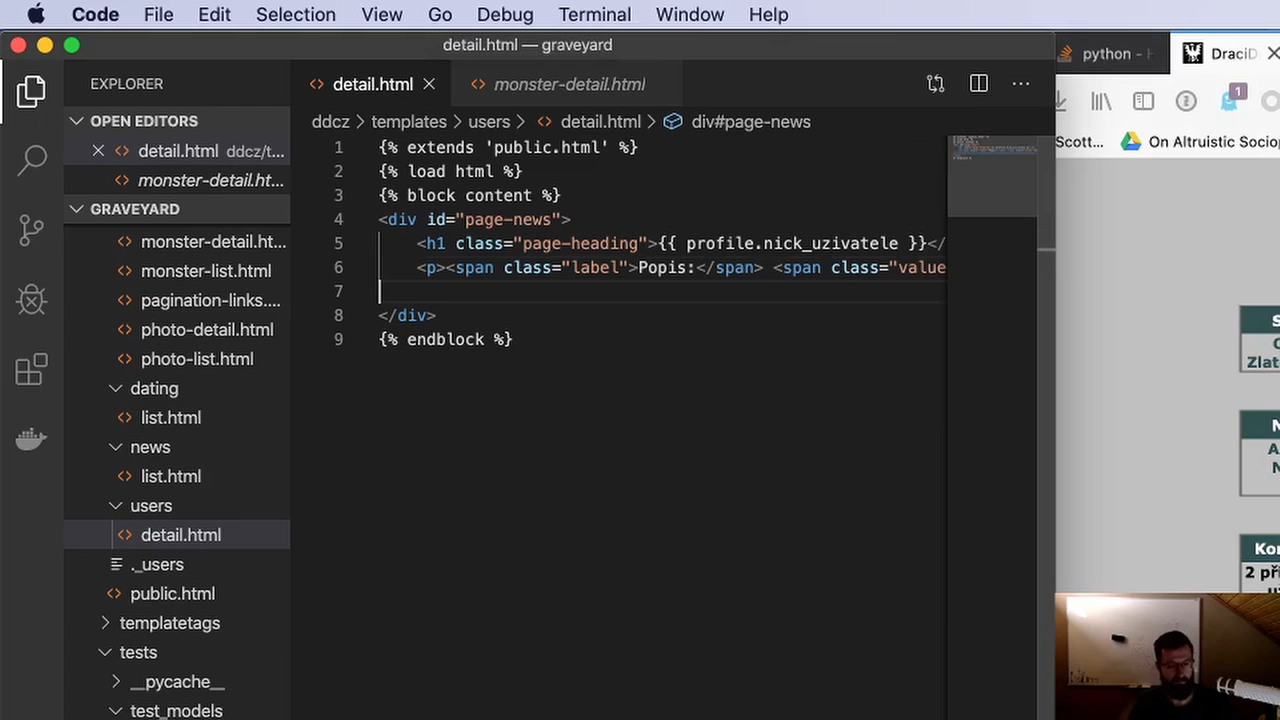 Code File Edit Selection View Go Debug Terminal Window Help
detail.html — graveyard
python -
DraciD
EXPLORER
detail.html
monster-detail.html
1
OPEN EDITORS
ddcz templates users detail.html div#page-news
Scott...
On Altruistic Sociop
detail.html ddcz/t...
monster-detail.ht...
GRAVEYARD
monster-detail.ht...
monster-list.html
pagination-links....
photo-detail.html
photo-list.html
dating
list.html
news
list.html
users
detail.html
._users
public.html
templatetags
tests
__pycache__
test_models
1 {% extends 'public.html' %}
2 {% load html %}
3 {% block content %}
4 <div id="page-news">
5 <h1 class="page-heading">{{ profile.nick_uzivatele }}</
6 <p><span class="label">Popis:</span> <span class="value
7
8 </div>
9 {% endblock %}
Zlat
N
Ko
2 př